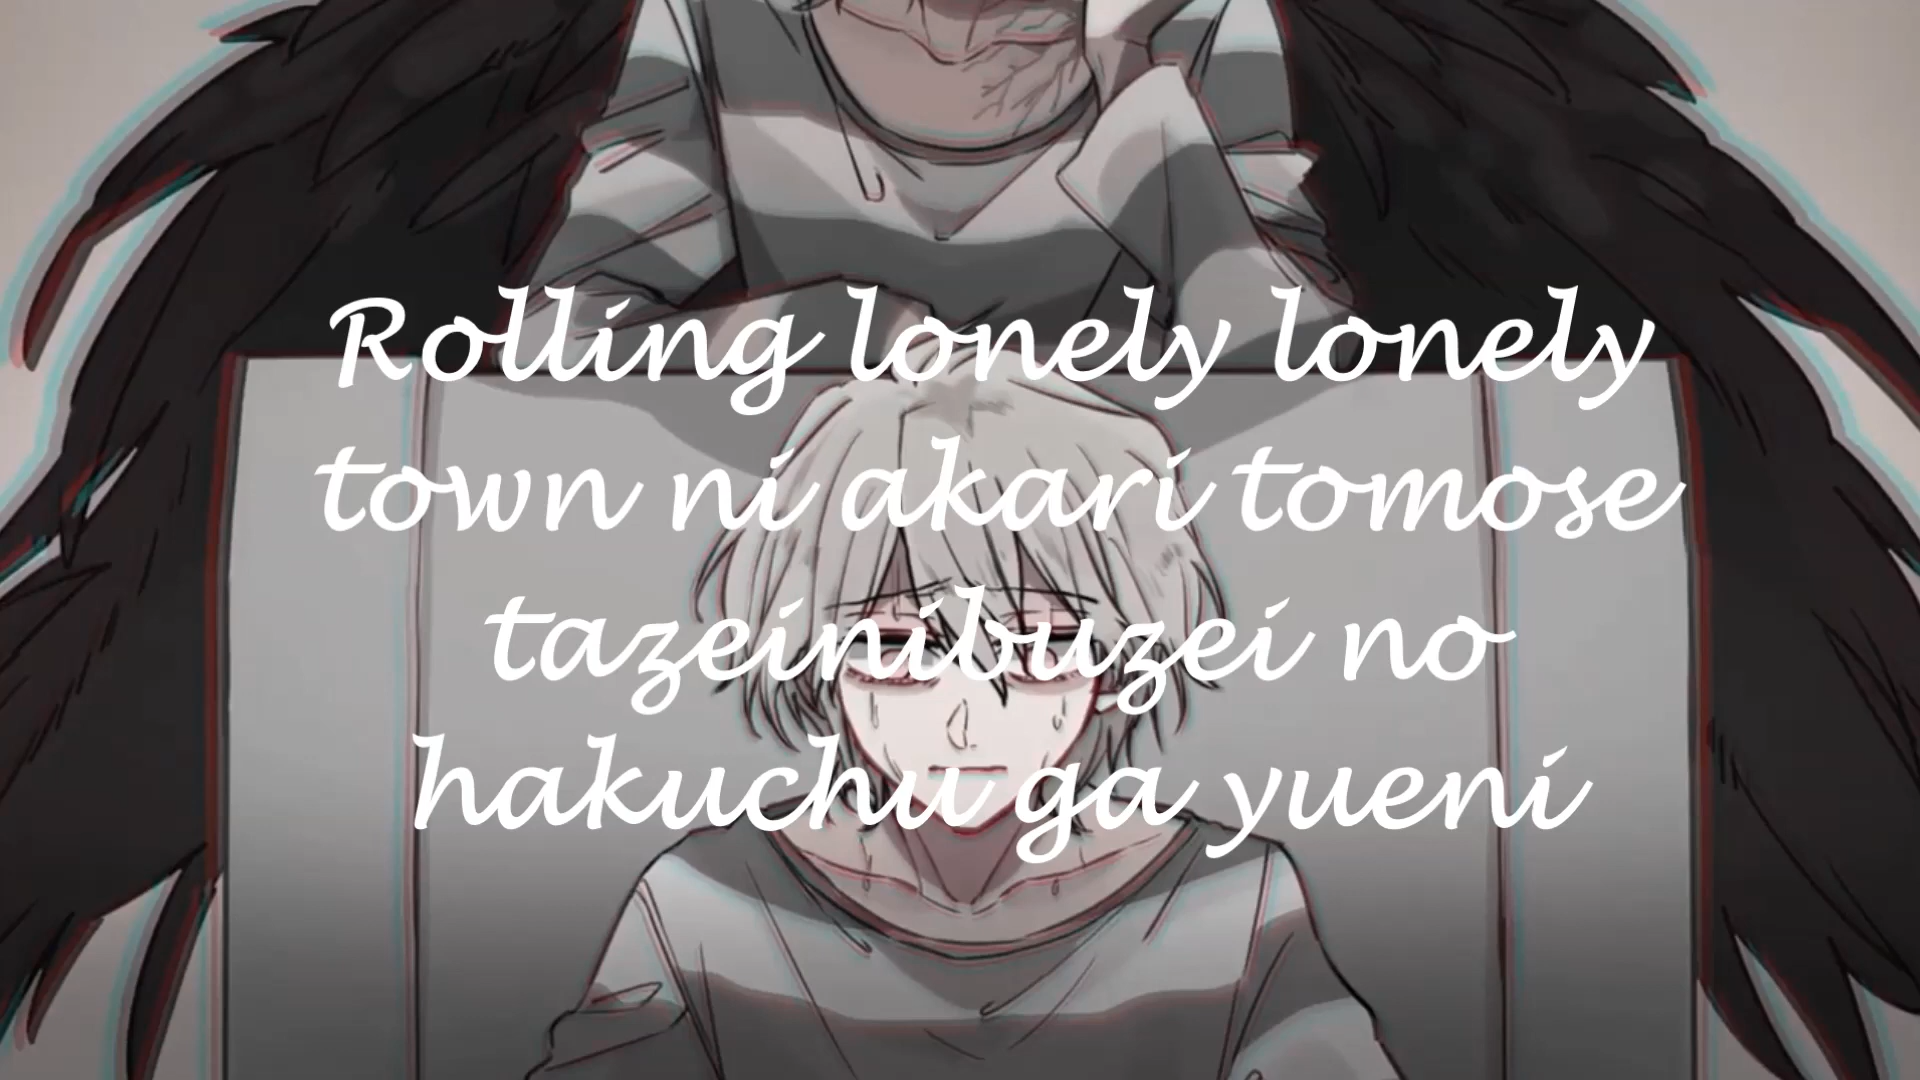 Rolling lonely lonely
town ni akari tomose
tazeinibuzei no
hakuchu ga yueni